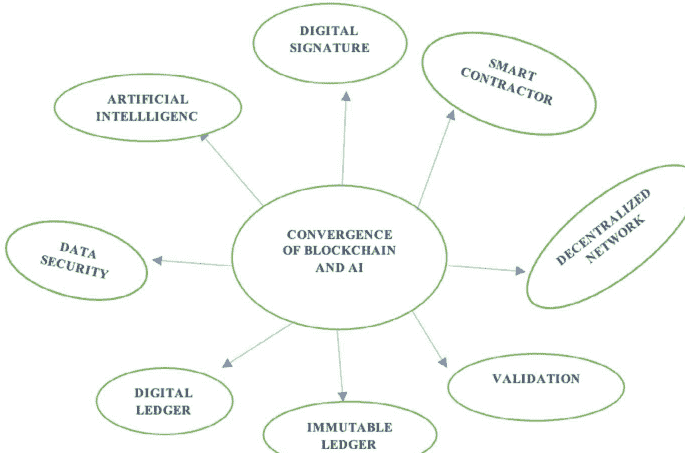 DIGITAL
SIGNATURE
SMART
CONTRACTOR
ARTIFICIAL
INTELLLIGENC
DECENTRALIZED
NETWORK
CONVERGENCE
OF BLOCKCHAIN
AND AI
DATA
SECURITY
VALIDATION
DIGITAL
LEDGER
IMMUTABLE
LEDGER